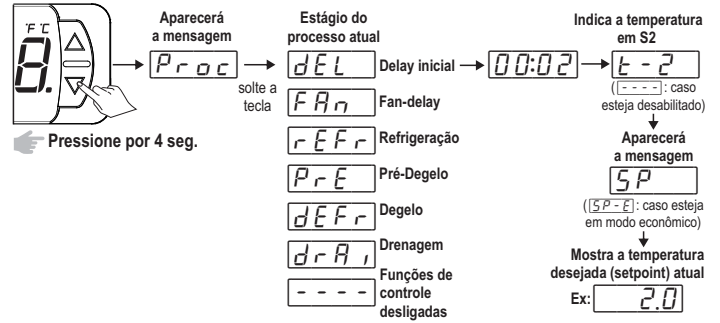 °F °C
8.
Pressione por 4 seg.
Aparecerá
a mensagem
Proc
solte a
tecla
Estágio do
processo atual
dEL Delay inicial
FAn Fan-delay
rEFr Refrigeração
PrE Pré-Degelo
dEFr Degelo
drAi Drenagem
- - - - Funções de
controle
desligadas
00:02
Indica a temperatura
em S2
t-2
( - - - - : caso
esteja desabilitado)
Aparecerá
a mensagem
SP
( SP-E : caso esteja
em modo econômico)
Mostra a temperatura
desejada (setpoint) atual
Ex: 2.0